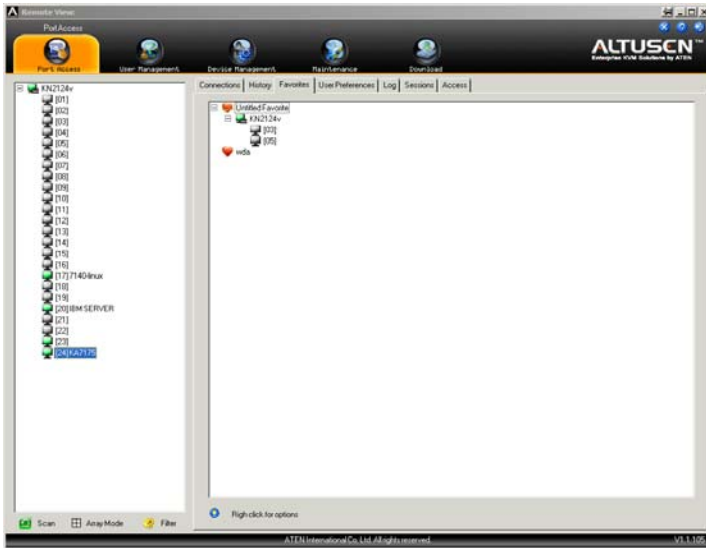 Remote View
Port Access
Port Access
User Management
Device Management
Maintenance
Download
ALTUSEN™
Enterprise KVM Solutions by ATEN
KN2124v
[01]
[02]
[03]
[04]
[05]
[06]
[07]
[08]
[09]
[10]
[11]
[12]
[13]
[14]
[15]
[16]
[17]7140-linux
[18]
[19]
[20]IBM SERVER
[21]
[22]
[23]
[24]KA7175
Connections
History
Favorites
User Preferences
Log
Sessions
Access
Untitled Favorite
KN2124v
[03]
[05]
wda
Scan
Array Mode
Filter
Righ click for options
ATEN International Co., Ltd. All rights reserved.
V1.1.105